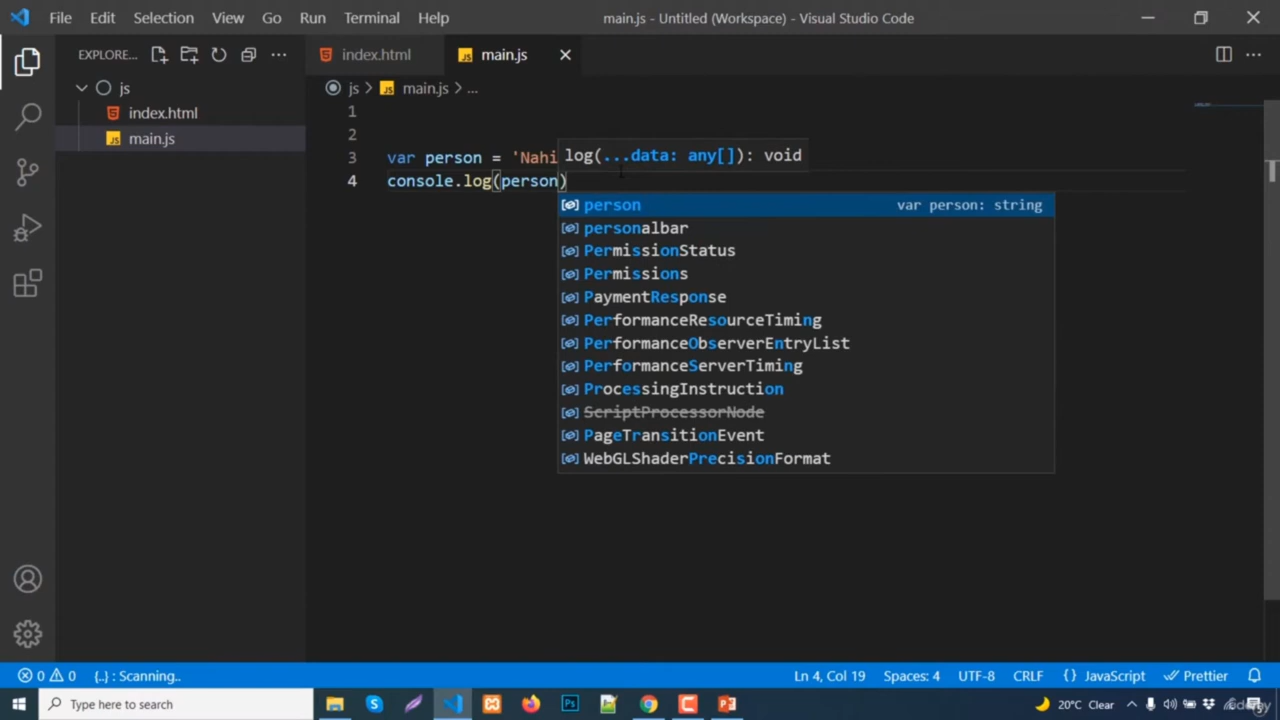 File Edit Selection View Go Run Terminal Help
main.js - Untitled (Workspace) - Visual Studio Code
EXPLORE...
index.html
JS main.js
js
js > JS main.js > ...
index.html
JS main.js
1
2
3 var person = 'Nahi
log(...data: any[]): void
4 console.log(person)
person var person: string
personalbar
PermissionStatus
Permissions
PaymentResponse
PerformanceResourceTiming
PerformanceObserverEntryList
PerformanceServerTiming
ProcessingInstruction
ScriptProcessorNode
PageTransitionEvent
WebGLShaderPrecisionFormat
0 0 {..} : Scanning.. Ln 4, Col 19 Spaces: 4 UTF-8 CRLF {} JavaScript Prettier
Type here to search
20°C Clear